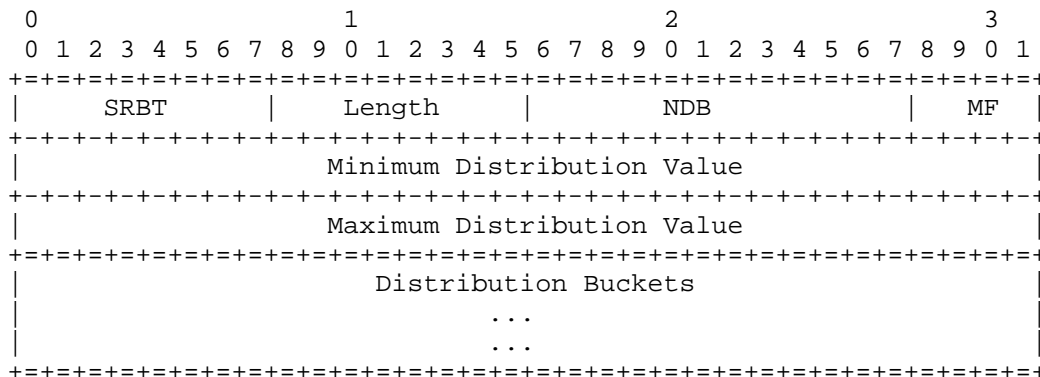 0                   1                   2                   3
 0 1 2 3 4 5 6 7 8 9 0 1 2 3 4 5 6 7 8 9 0 1 2 3 4 5 6 7 8 9 0 1
+=+=+=+=+=+=+=+=+=+=+=+=+=+=+=+=+=+=+=+=+=+=+=+=+=+=+=+=+=+=+=+=+
|     SRBT      |    Length     |          NDB          |   MF  |
+-+-+-+-+-+-+-+-+-+-+-+-+-+-+-+-+-+-+-+-+-+-+-+-+-+-+-+-+-+-+-+-+
|                   Minimum Distribution Value                  |
+-+-+-+-+-+-+-+-+-+-+-+-+-+-+-+-+-+-+-+-+-+-+-+-+-+-+-+-+-+-+-+-+
|                   Maximum Distribution Value                  |
+=+=+=+=+=+=+=+=+=+=+=+=+=+=+=+=+=+=+=+=+=+=+=+=+=+=+=+=+=+=+=+=+
|                      Distribution Buckets                     |
|                             ...                               |
|                             ...                               |
+=+=+=+=+=+=+=+=+=+=+=+=+=+=+=+=+=+=+=+=+=+=+=+=+=+=+=+=+=+=+=+=+